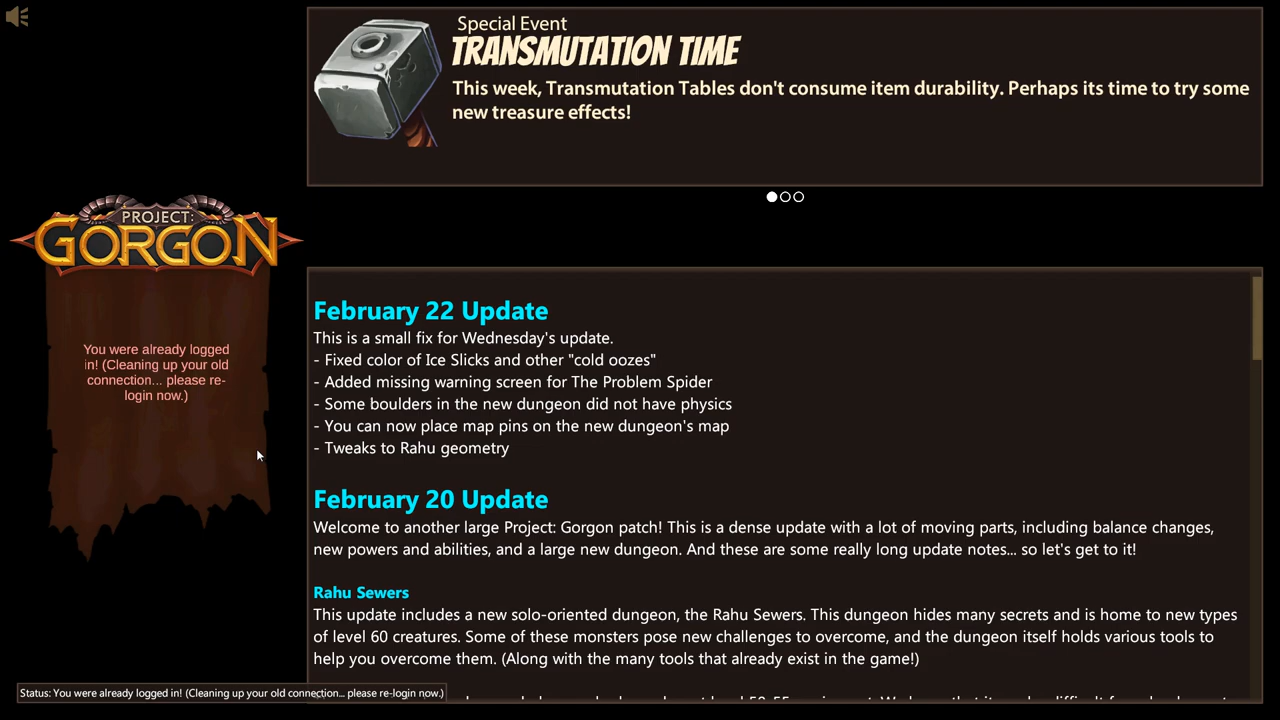 Special Event
TRANSMUTATION TIME
This week, Transmutation Tables don't consume item durability. Perhaps its time to try some
new treasure effects!
PROJECT:
GORGON
You were already logged
in! (Cleaning up your old
connection... please re-
login now.)
February 22 Update
This is a small fix for Wednesday's update.
- Fixed color of Ice Slicks and other "cold oozes"
- Added missing warning screen for The Problem Spider
- Some boulders in the new dungeon did not have physics
- You can now place map pins on the new dungeon's map
- Tweaks to Rahu geometry
February 20 Update
Welcome to another large Project: Gorgon patch! This is a dense update with a lot of moving parts, including balance changes,
new powers and abilities, and a large new dungeon. And these are some really long update notes... so let's get to it!
Rahu Sewers
This update includes a new solo-oriented dungeon, the Rahu Sewers. This dungeon hides many secrets and is home to new types
of level 60 creatures. Some of these monsters pose new challenges to overcome, and the dungeon itself holds various tools to
help you overcome them. (Along with the many tools that already exist in the game!)
Status: You were already logged in! (Cleaning up your old connection... please re-login now.)